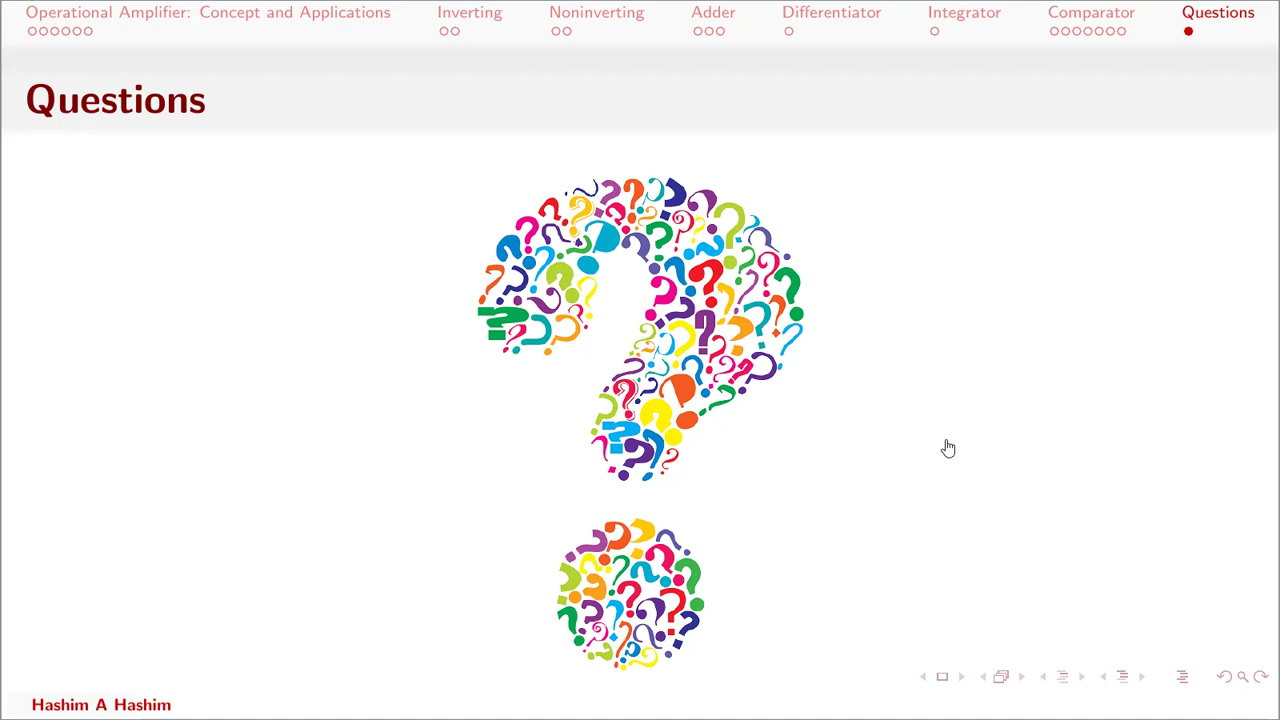 Operational Amplifier: Concept and Applications Inverting Noninverting Adder Differentiator Integrator Comparator Questions
Questions
Hashim A Hashim